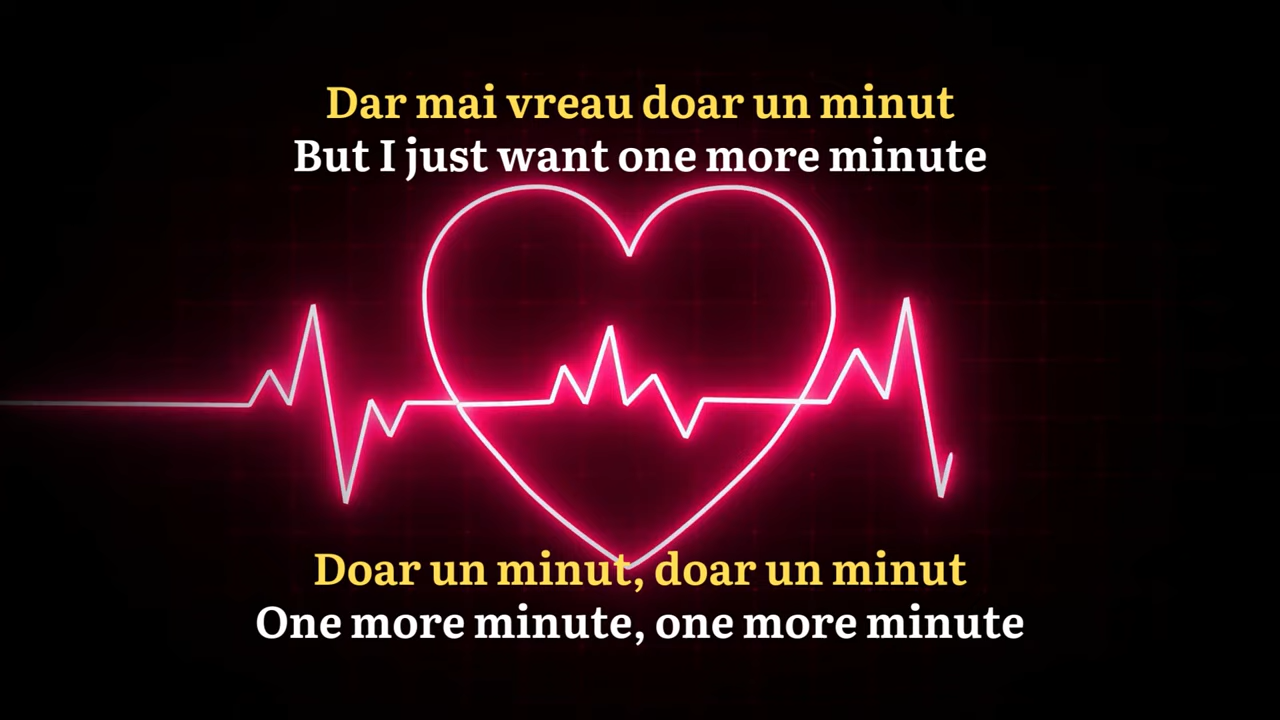 Dar mai vreau doar un minut
But I just want one more minute
Doar un minut, doar un minut
One more minute, one more minute